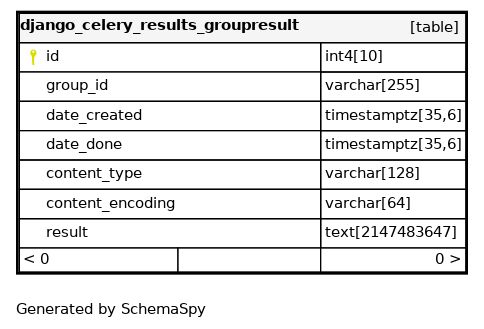 django_celery_results_groupresult [table]
id int4[10]
group_id varchar[255]
date_created timestamptz[35,6]
date_done timestamptz[35,6]
content_type varchar[128]
content_encoding varchar[64]
result text[2147483647]
< 0 0 >
Generated by SchemaSpy